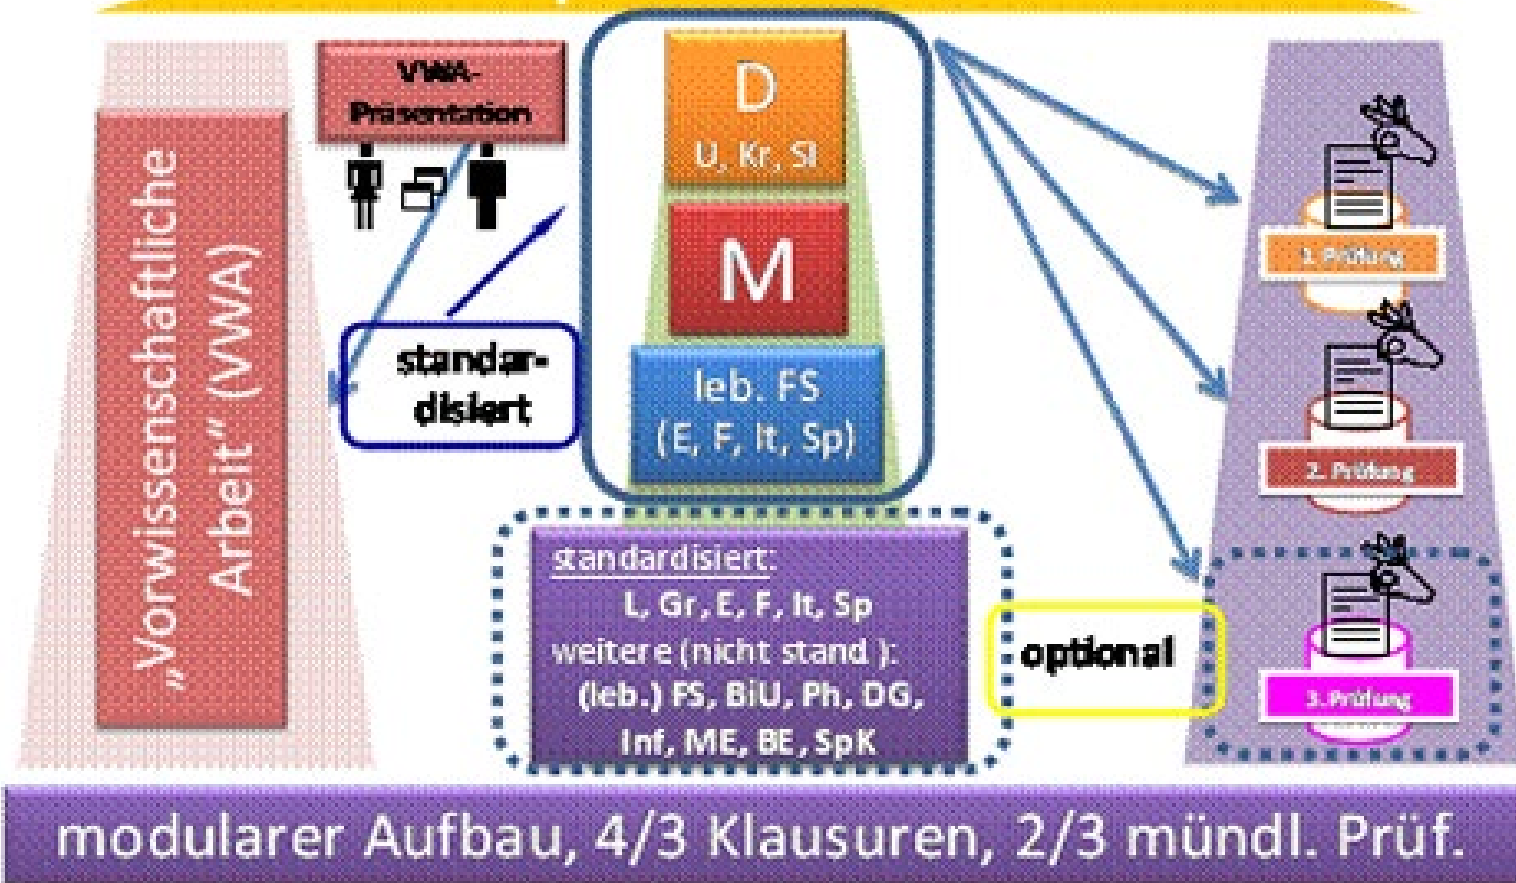 „Vorwissenschaftliche
Arbeit“ (VWA)
VWA-
Präsentation
standar-
disiert
D
U, Kr, Sl
M
leb. FS
(E, F, It, Sp)
standardisiert:
L, Gr, E, F, It, Sp
weitere (nicht stand ):
(leb.) FS, BiU, Ph, DG,
Inf, ME, BE, SpK
optional
1. Prüfung
2. Prüfung
3. Prüfung
modularer Aufbau, 4/3 Klausuren, 2/3 mündl. Prüf.